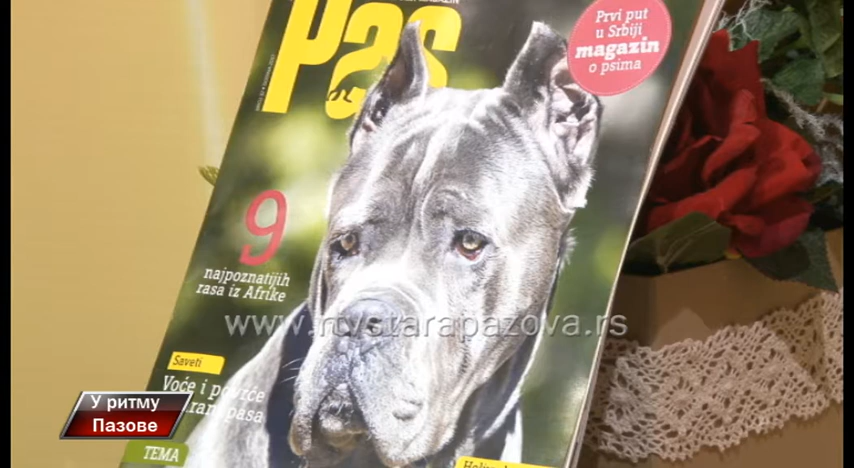 Pas
Prvi put
u Srbiji
magazin
o psima
9
najpoznatijih
rasa iz Afrike
www.rtvstarapazova.rs
Saveti
Voće i povrće
pasa
У ритму
Пазове
TEMA